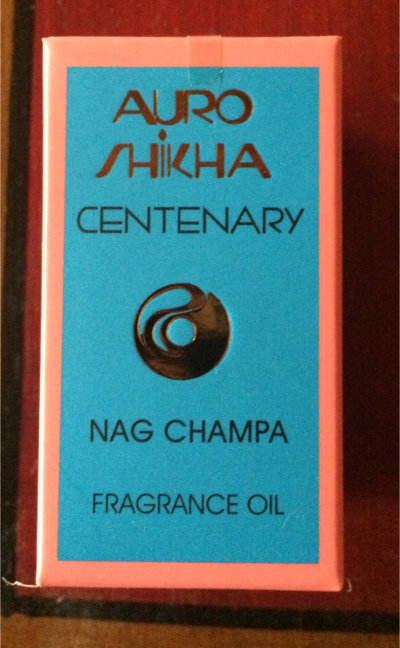 AURO
SHIKHA
CENTENARY
NAG CHAMPA
FRAGRANCE OIL